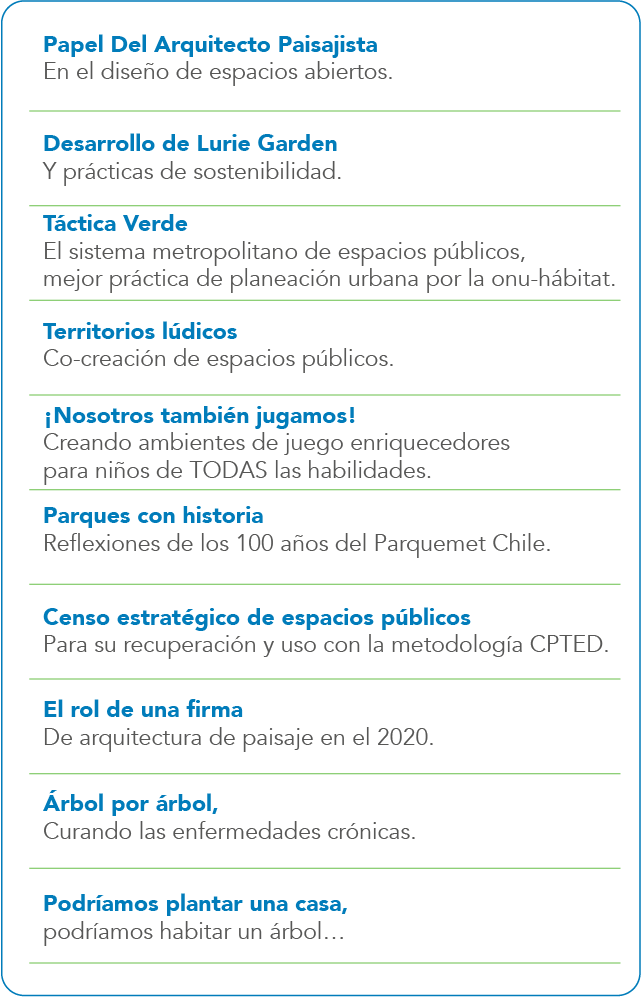 Papel Del Arquitecto Paisajista
En el diseño de espacios abiertos.
Desarrollo de Lurie Garden
Y prácticas de sostenibilidad.
Táctica Verde
El sistema metropolitano de espacios públicos,
mejor práctica de planeación urbana por la onu-hábitat.
Territorios lúdicos
Co-creación de espacios públicos.
¡Nosotros también jugamos!
Creando ambientes de juego enriquecedores
para niños de TODAS las habilidades.
Parques con historia
Reflexiones de los 100 años del Parquemet Chile.
Censo estratégico de espacios públicos
Para su recuperación y uso con la metodología CPTED.
El rol de una firma
De arquitectura de paisaje en el 2020.
Árbol por árbol,
Curando las enfermedades crónicas.
Podríamos plantar una casa,
podríamos habitar un árbol…